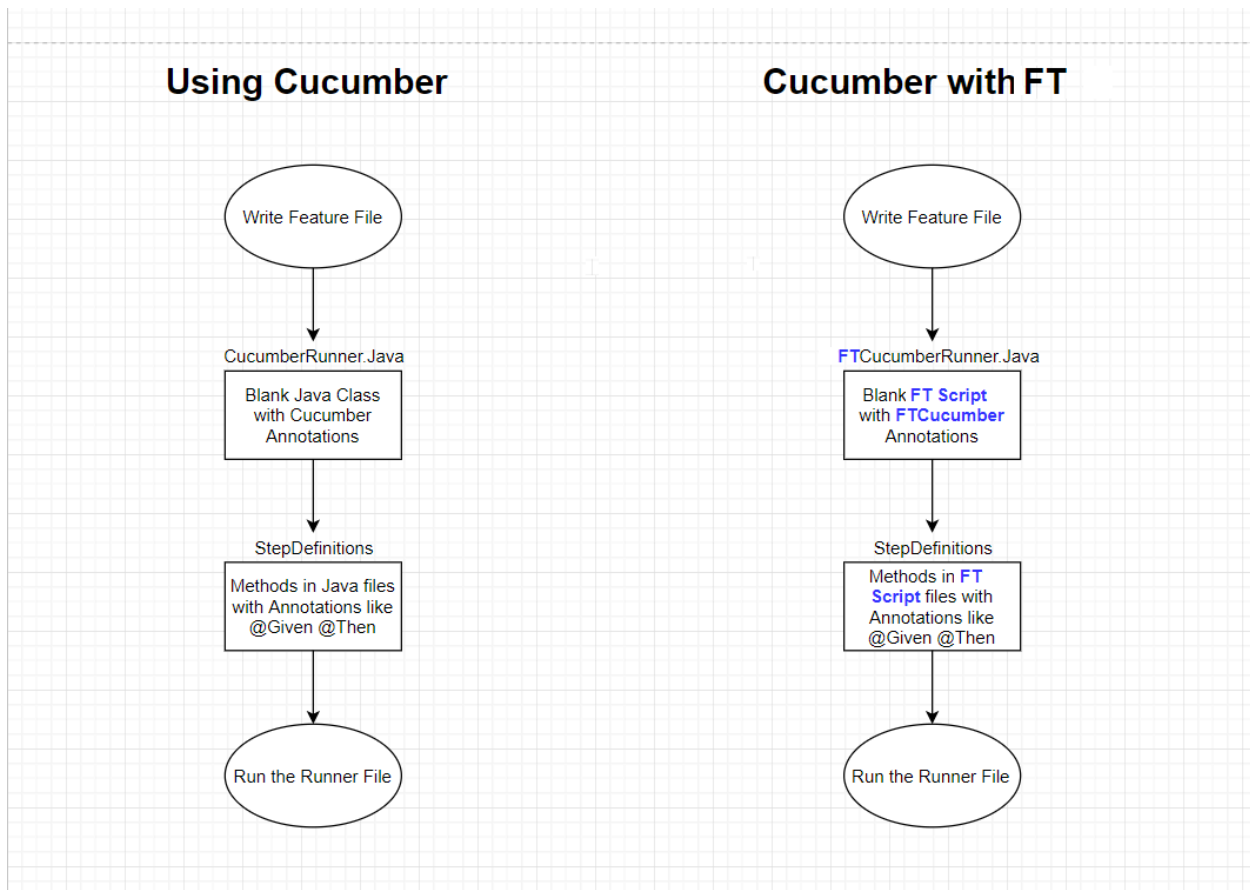 Using Cucumber
Write Feature File
CucumberRunner.Java
Blank Java Class
with Cucumber
Annotations
StepDefinitions
Methods in Java files
with Annotations like
@Given @Then
Run the Runner File
Cucumber with FT
Write Feature File
FTCucumberRunner.Java
Blank FT Script
with FTCucumber
Annotations
StepDefinitions
Methods in FT
Script files with
Annotations like
@Given @Then
Run the Runner File